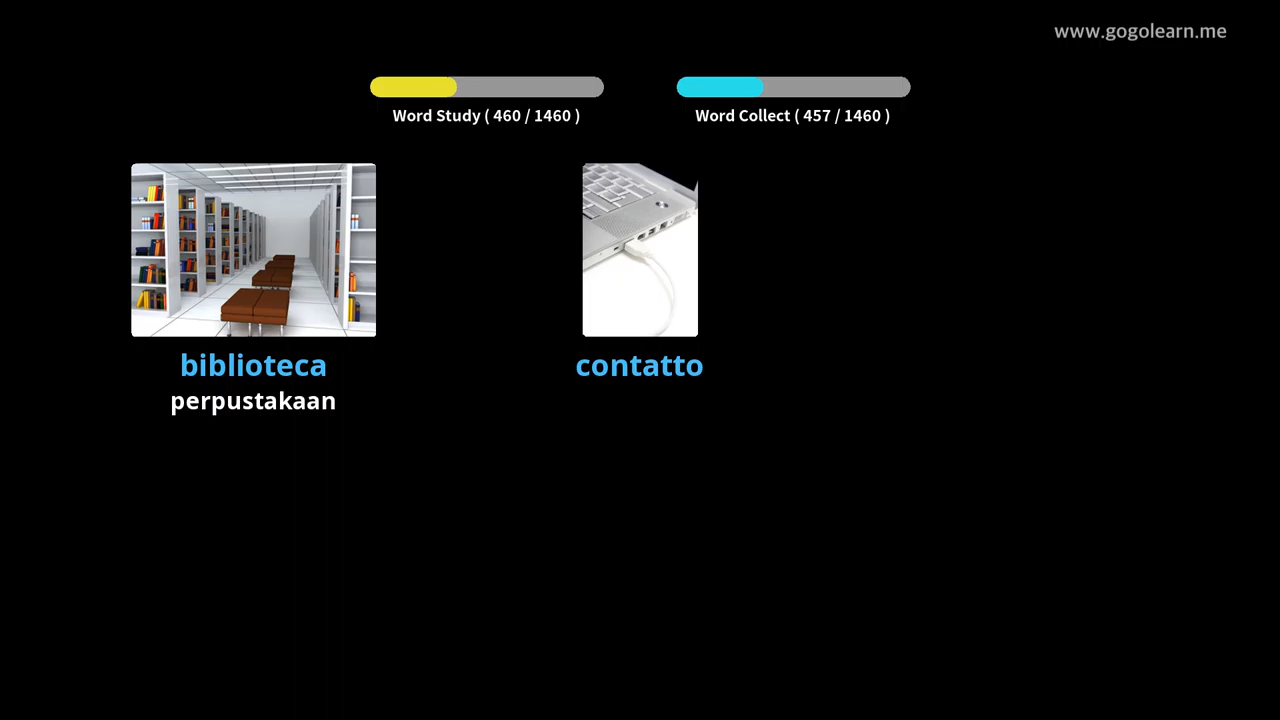 www.gogolearn.me
Word Study ( 460 / 1460 )
Word Collect ( 457 / 1460 )
biblioteca
perpustakaan
contatto